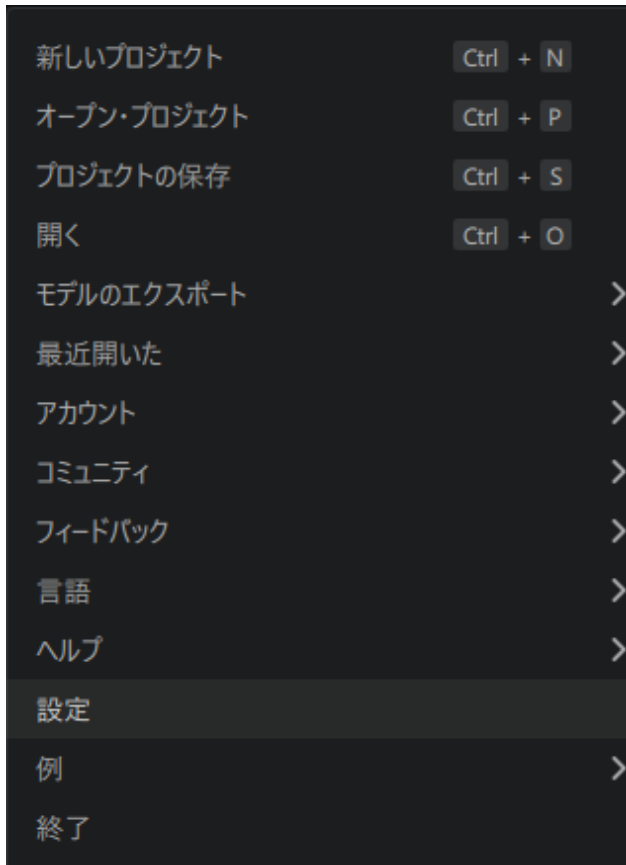 新しいプロジェクト Ctrl + N
オープン・プロジェクト Ctrl + P
プロジェクトの保存 Ctrl + S
開く Ctrl + O
モデルのエクスポート
最近開いた
アカウント
コミュニティ
フィードバック
言語
ヘルプ
設定
例
終了